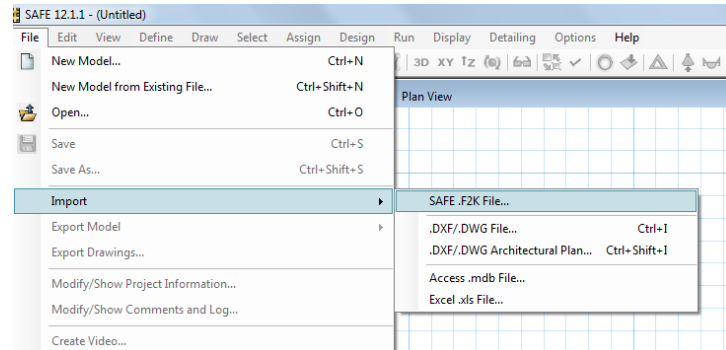 SAFE 12.1.1 - (Untitled)
File Edit View Define Draw Select Assign Design Run Display Detailing Options Help
New Model... Ctrl+N
3D XY
New Model from Existing File... Ctrl+Shift+N
Plan View
Open... Ctrl+O
Save Ctrl+S
Save As... Ctrl+Shift+S
Import SAFE .F2K File...
Export Model .DXF/.DWG File... Ctrl+I
Export Drawings... .DXF/.DWG Architectural Plan... Ctrl+Shift+I
Modify/Show Project Information... Access .mdb File...
Modify/Show Comments and Log... Excel .xls File...
Create Video...